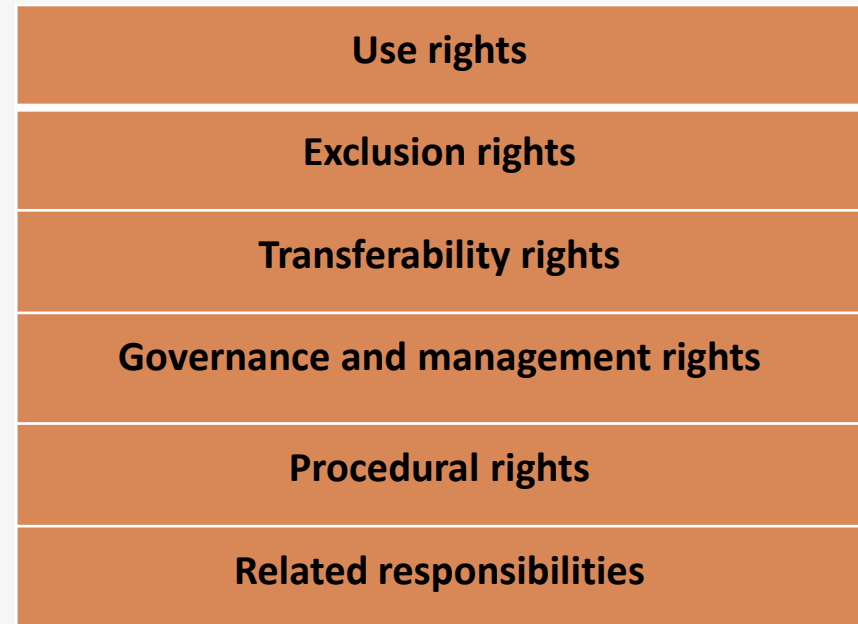 Use rights
Exclusion rights
Transferability rights
Governance and management rights
Procedural rights
Related responsibilities